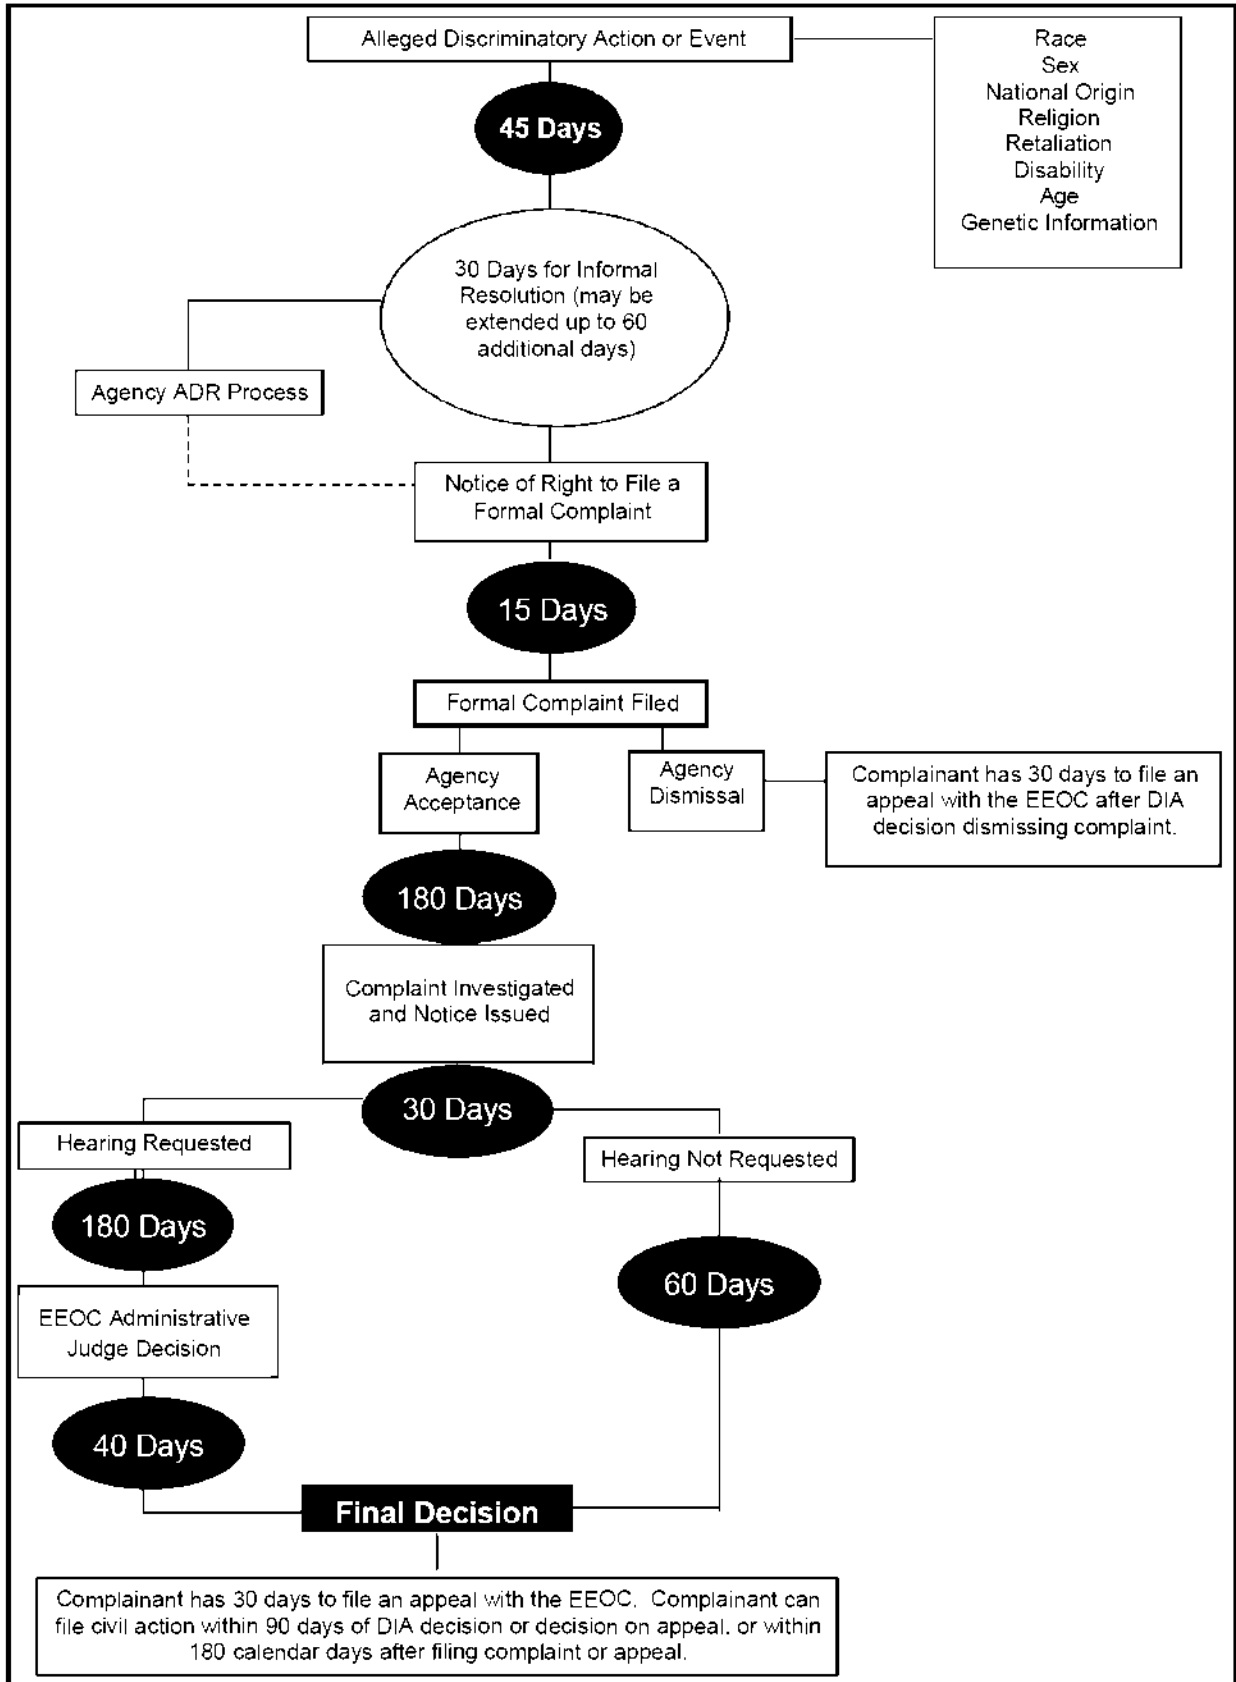 Alleged Discriminatory Action or Event
Race
Sex
National Origin
Religion
Retaliation
Disability
Age
Genetic Information
45 Days
30 Days for Informal
Resolution (may be
extended up to 60
additional days)
Agency ADR Process
Notice of Right to File a
Formal Complaint
15 Days
Formal Complaint Filed
Agency
Acceptance
Agency
Dismissal
Complainant has 30 days to file an
appeal with the EEOC after DIA
decision dismissing complaint.
180 Days
Complaint Investigated
and Notice Issued
30 Days
Hearing Requested
Hearing Not Requested
180 Days
60 Days
EEOC Administrative
Judge Decision
40 Days
Final Decision
Complainant has 30 days to file an appeal with the EEOC. Complainant can
file civil action within 90 days of DIA decision or decision on appeal. or within
180 calendar days after filing complaint or appeal.